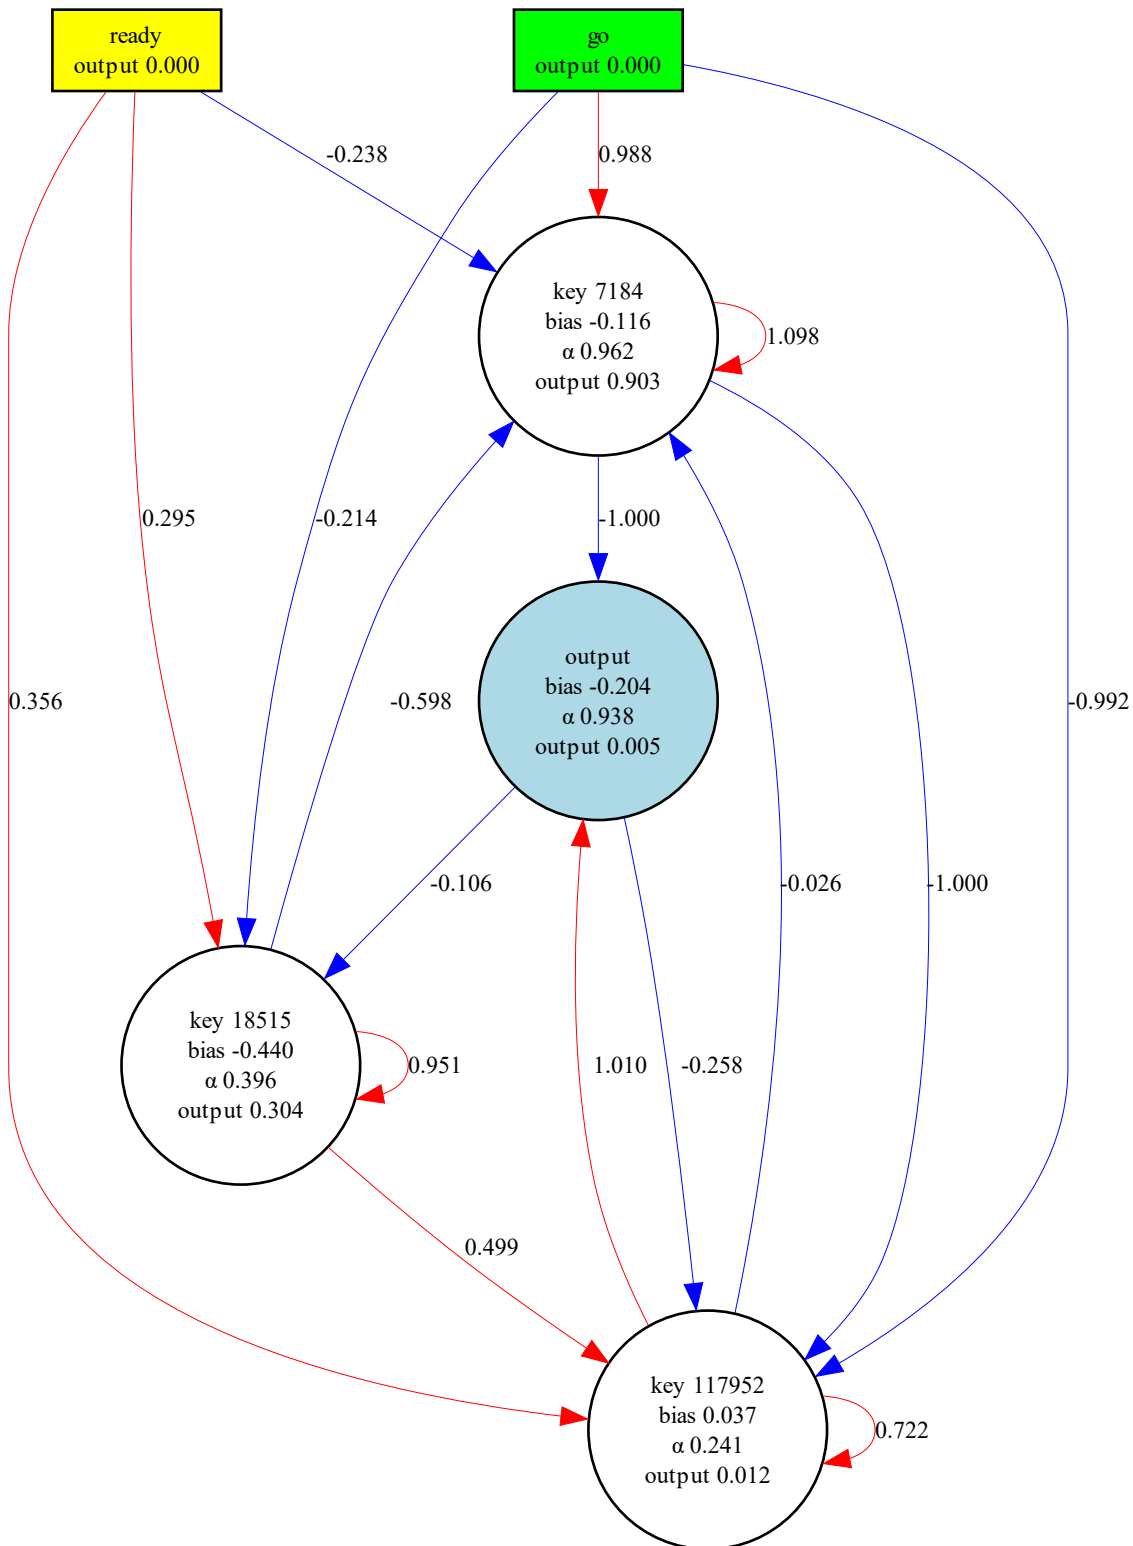 ready
output 0.000
go
output 0.000
-0.238
0.988
key 7184
bias -0.116
α 0.962
output 0.903
1.098
0.295
-0.214
-1.000
output
bias -0.204
α 0.938
output 0.005
0.356
-0.598
-0.992
-0.106
-0.026
-1.000
key 18515
bias -0.440
α 0.396
output 0.304
0.951
1.010
-0.258
0.499
key 117952
bias 0.037
α 0.241
output 0.012
0.722